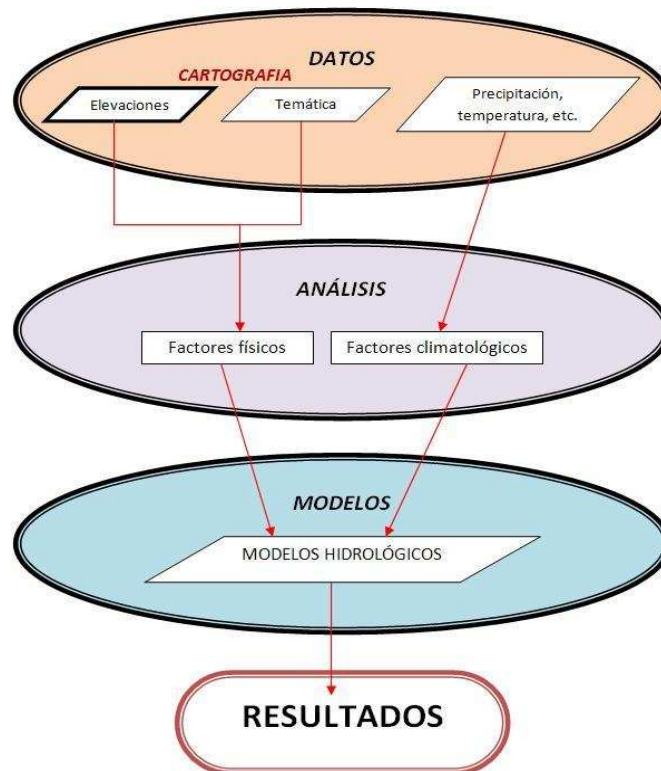 DATOS
CARTOGRAFIA
Elevaciones
Temática
Precipitación,
temperatura, etc.
ANÁLISIS
Factores físicos
Factores climatológicos
MODELOS
MODELOS HIDROLÓGICOS
RESULTADOS